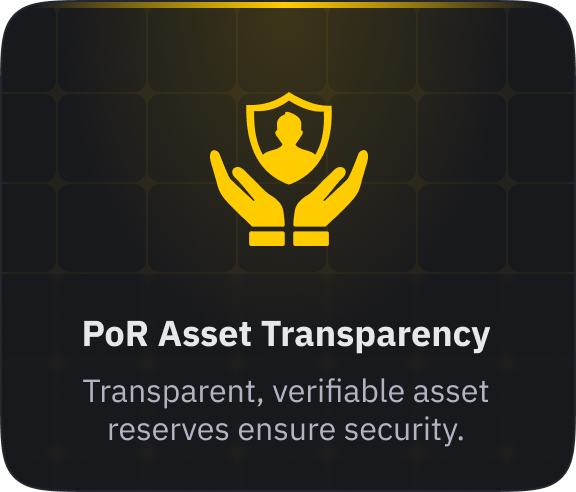 PoR Asset Transparency
Transparent, verifiable asset
reserves ensure security.